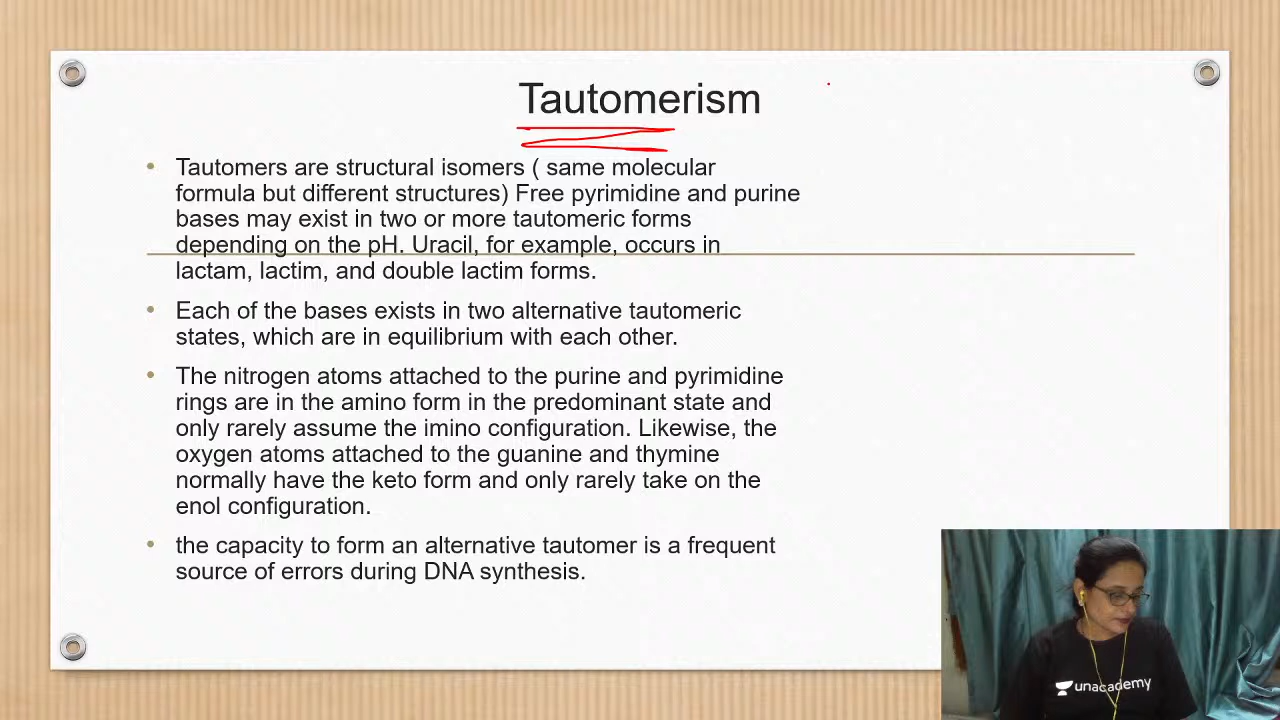 Tautomerism
• Tautomers are structural isomers ( same molecular
formula but different structures) Free pyrimidine and purine
bases may exist in two or more tautomeric forms
depending on the pH. Uracil, for example, occurs in
lactam, lactim, and double lactim forms.
• Each of the bases exists in two alternative tautomeric
states, which are in equilibrium with each other.
• The nitrogen atoms attached to the purine and pyrimidine
rings are in the amino form in the predominant state and
only rarely assume the imino configuration. Likewise, the
oxygen atoms attached to the guanine and thymine
normally have the keto form and only rarely take on the
enol configuration.
• the capacity to form an alternative tautomer is a frequent
source of errors during DNA synthesis.
unacademy